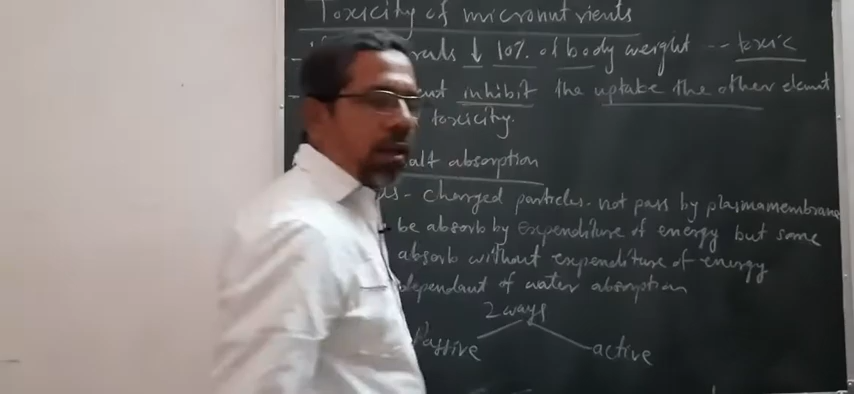 Toxicity of micronutrients
↓ 10% of body weight -- toxic
inhibit the uptake the other elemnt
toxicity.
alt absorption
- charged particles - not pass by plasmamembrane
be absorb by expenditure of energy but some
absorb without expenditure of energy
dependant of water absorption
2 ways
Passive active